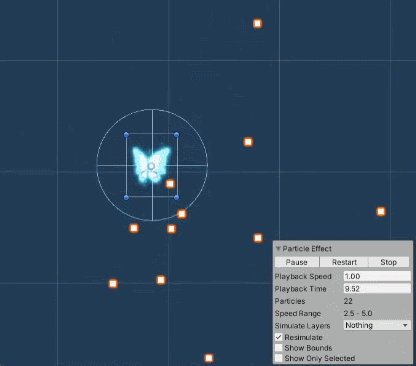 Particle Effect
Pause Restart Stop
Playback Speed 1.00
Playback Time 9.52
Particles 22
Speed Range 2.5 - 5.0
Simulate Layers Nothing
Resimulate
Show Bounds
Show Only Selected